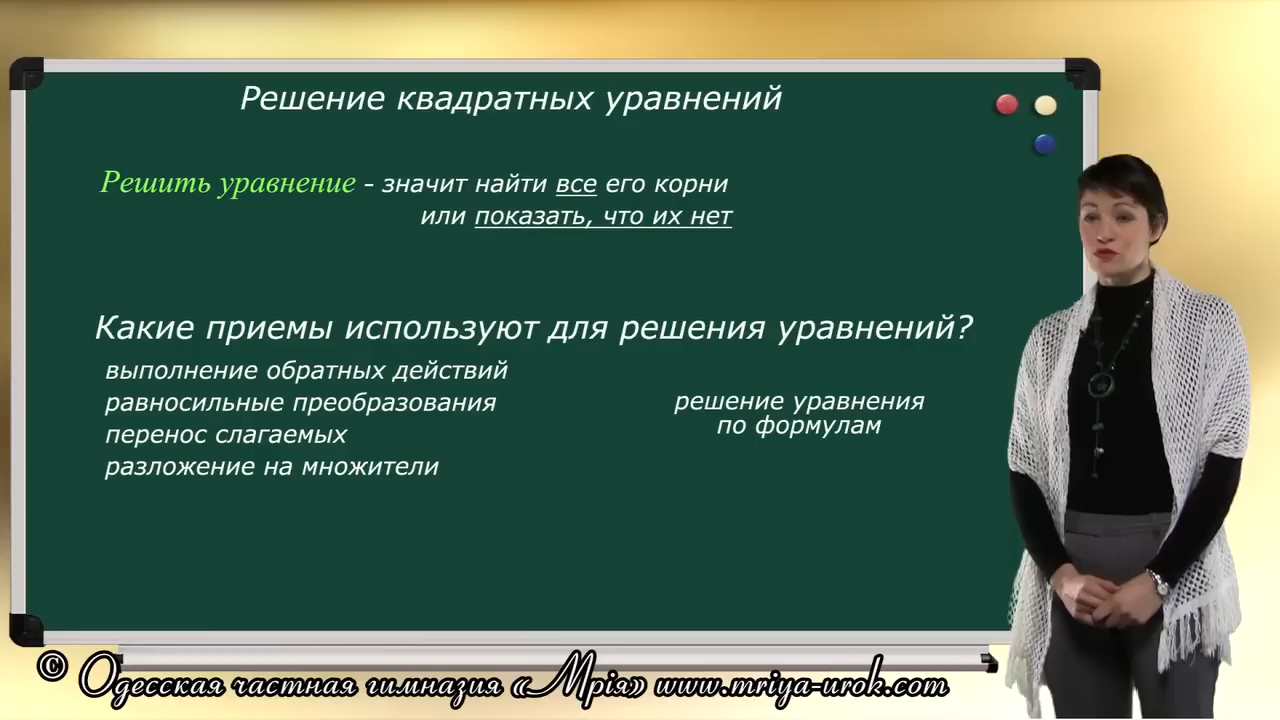 Решение квадратных уравнений
Решить уравнение - значит найти все его корни
или показать, что их нет
Какие приемы используют для решения уравнений?
выполнение обратных действий
равносильные преобразования
перенос слагаемых
разложение на множители
решение уравнения
по формулам
© Одесская частная гимназия «Мрія» www.mriya-urok.com